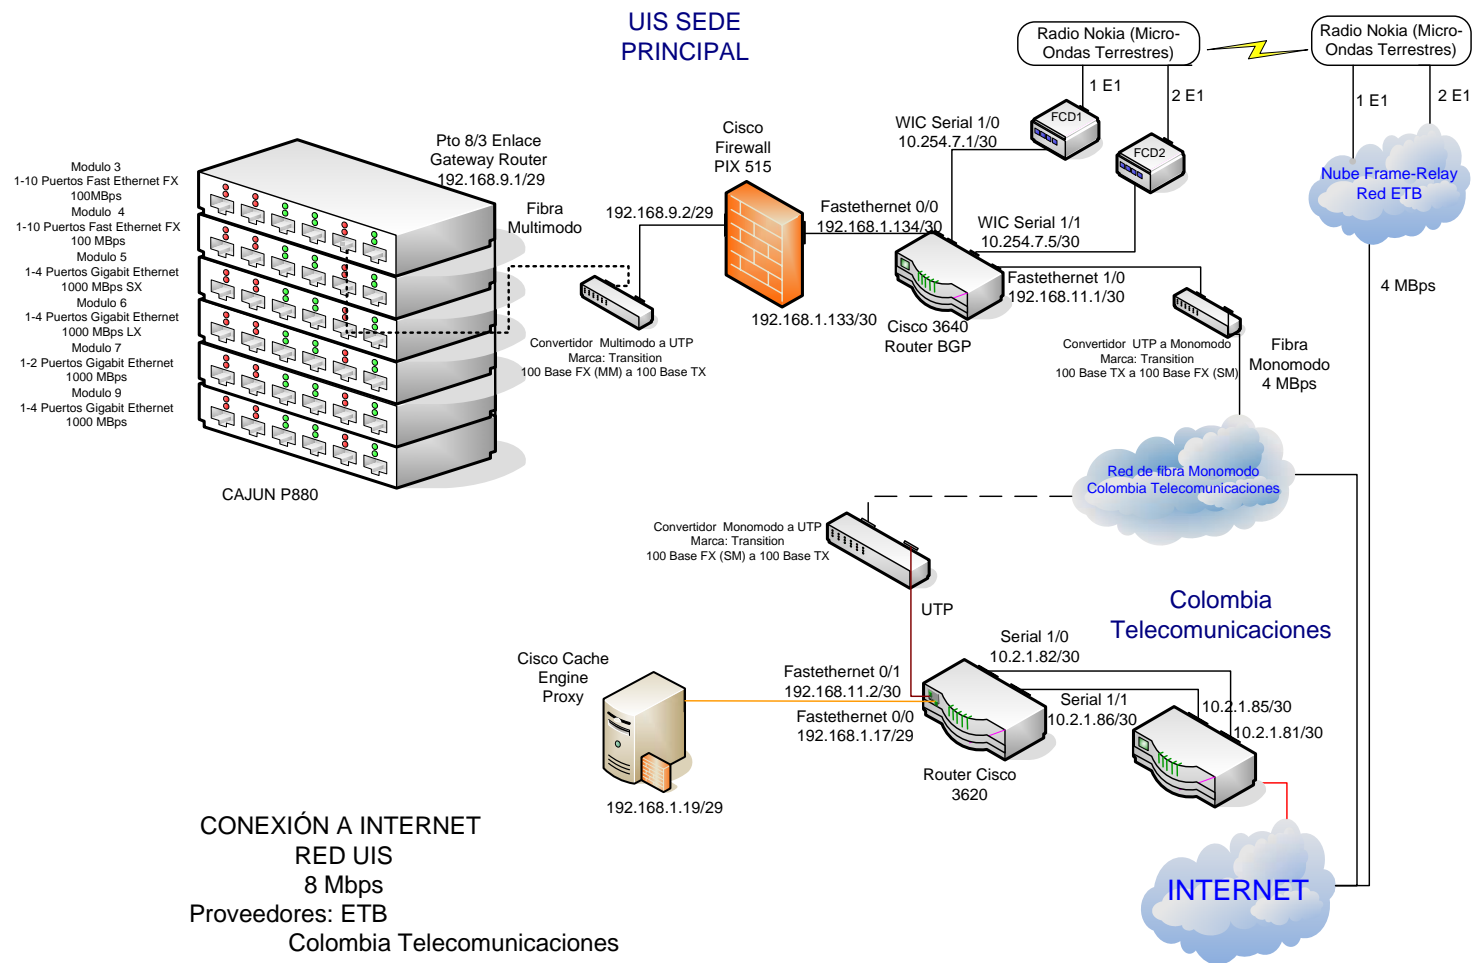 UIS SEDE
PRINCIPAL
Radio Nokia (Micro-
Ondas Terrestres)
Radio Nokia (Micro-
Ondas Terrestres)
1 E1
2 E1
1 E1
2 E1
FCD1
FCD2
WIC Serial 1/0
10.254.7.1/30
Nube Frame-Relay
Red ETB
Cisco
Firewall
PIX 515
Pto 8/3 Enlace
Gateway Router
192.168.9.1/29
Modulo 3
1-10 Puertos Fast Ethernet FX
100MBps
Modulo 4
1-10 Puertos Fast Ethernet FX
100 MBps
Modulo 5
1-4 Puertos Gigabit Ethernet
1000 MBps SX
Modulo 6
1-4 Puertos Gigabit Ethernet
1000 MBps LX
Modulo 7
1-2 Puertos Gigabit Ethernet
1000 MBps
Modulo 9
1-4 Puertos Gigabit Ethernet
1000 MBps
Fibra
Multimodo
192.168.9.2/29
Fastethernet 0/0
192.168.1.134/30
WIC Serial 1/1
10.254.7.5/30
Fastethernet 1/0
192.168.11.1/30
4 MBps
192.168.1.133/30
Cisco 3640
Router BGP
Convertidor Multimodo a UTP
Marca: Transition
100 Base FX (MM) a 100 Base TX
Convertidor UTP a Monomodo
Marca: Transition
100 Base TX a 100 Base FX (SM)
Fibra
Monomodo
4 MBps
CAJUN P880
Red de fibra Monomodo
Colombia Telecomunicaciones
Convertidor Monomodo a UTP
Marca: Transition
100 Base FX (SM) a 100 Base TX
UTP
Colombia
Telecomunicaciones
Serial 1/0
10.2.1.82/30
Cisco Cache
Engine
Proxy
Fastethernet 0/1
192.168.11.2/30
Fastethernet 0/0
192.168.1.17/29
Serial 1/1
10.2.1.86/30
10.2.1.85/30
10.2.1.81/30
Router Cisco
3620
192.168.1.19/29
CONEXIÓN A INTERNET
RED UIS
8 Mbps
Proveedores: ETB
Colombia Telecomunicaciones
INTERNET